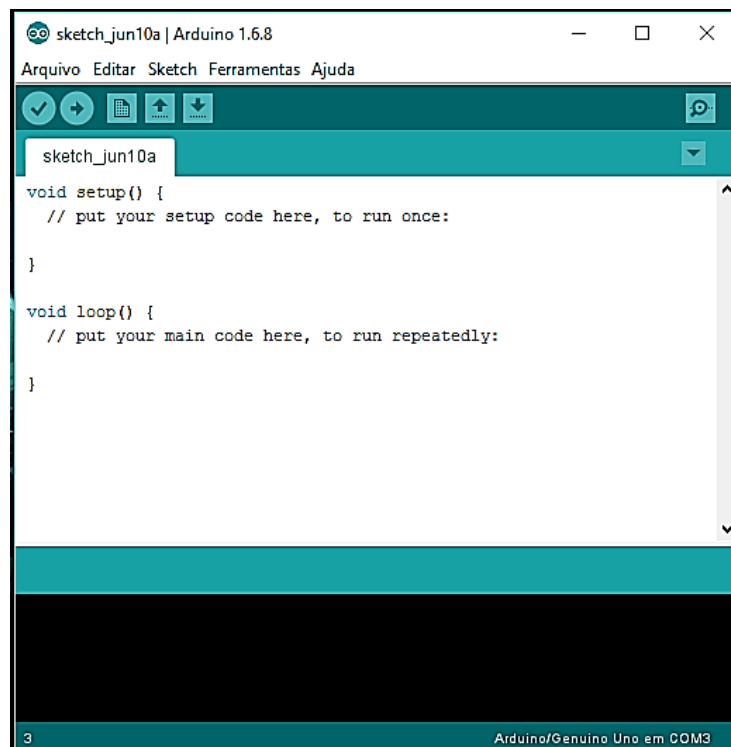 sketch_jun10a | Arduino 1.6.8
Arquivo Editar Sketch Ferramentas Ajuda
sketch_jun10a
void setup() {
// put your setup code here, to run once:
}
void loop() {
// put your main code here, to run repeatedly:
}
3 Arduino/Genuino Uno em COM3